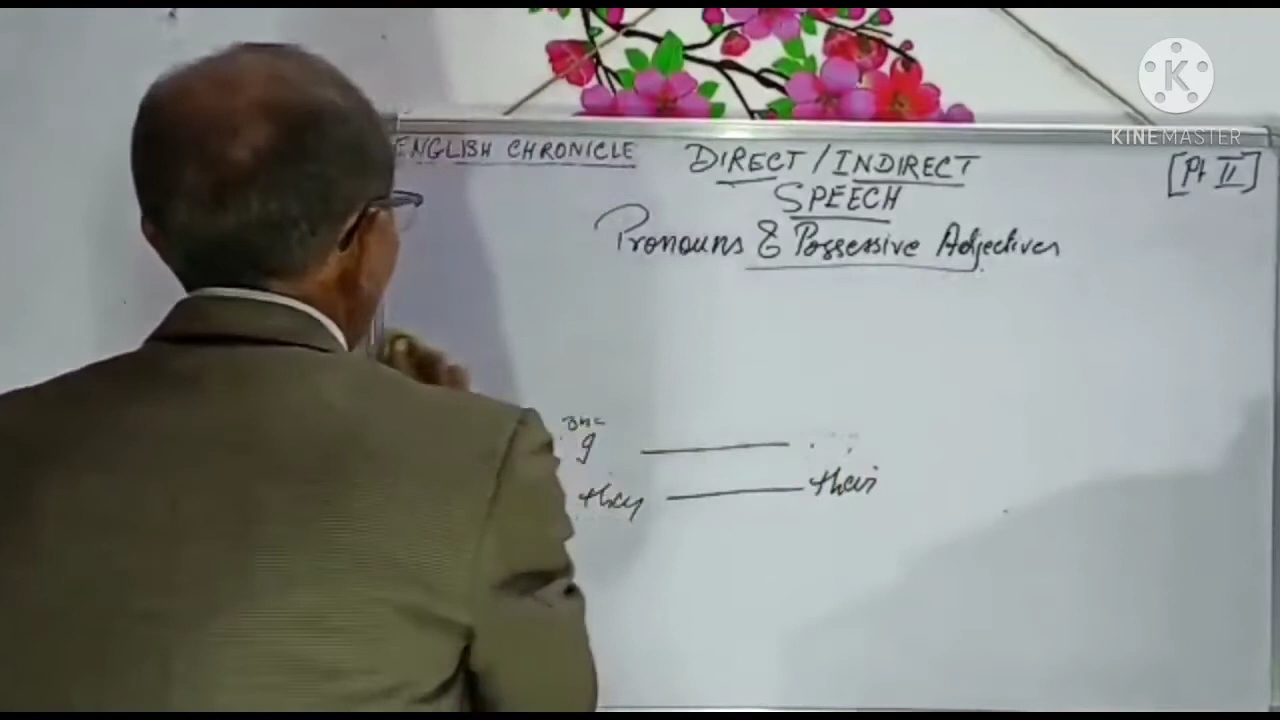 K
KINEMASTER
ENGLISH CHRONICLE
DIRECT / INDIRECT
[Pt II]
SPEECH
Pronouns & Possessive Adjectives
they their